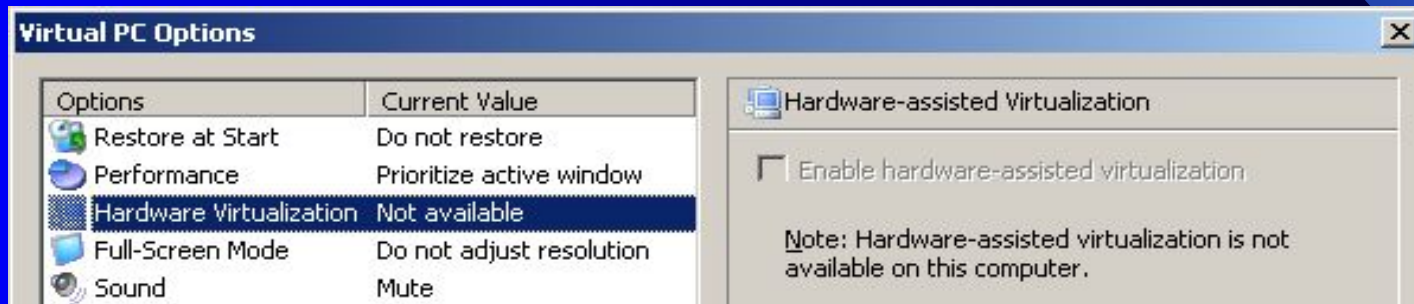 Virtual PC Options
Options Current Value
Restore at Start Do not restore
Performance Prioritize active window
Hardware Virtualization Not available
Full-Screen Mode Do not adjust resolution
Sound Mute
Hardware-assisted Virtualization
Enable hardware-assisted virtualization
Note: Hardware-assisted virtualization is not
available on this computer.